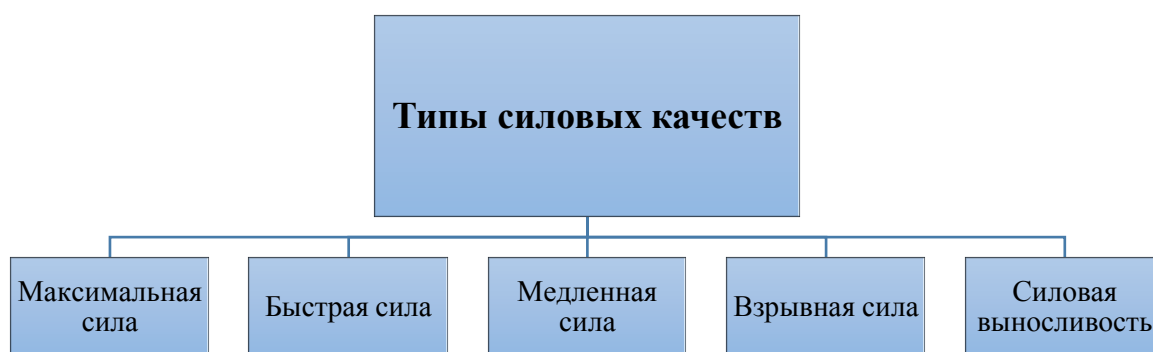 Типы силовых качеств
Максимальная
сила
Быстрая сила
Медленная
сила
Взрывная сила
Силовая
выносливость